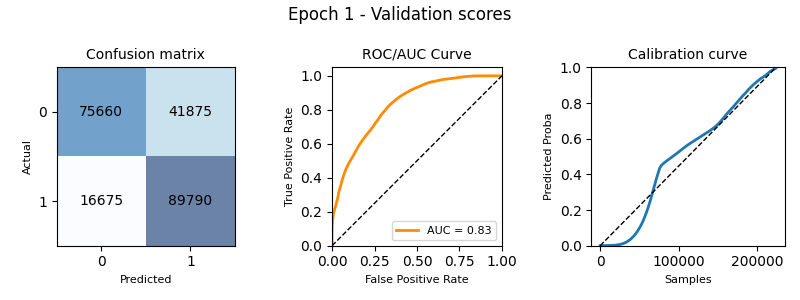 Epoch 1 - Validation scores
Confusion matrix
0
1
Actual
75660
41875
16675
89790
0
1
Predicted
ROC/AUC Curve
True Positive Rate
1.0
0.8
0.6
0.4
0.2
0.0
AUC = 0.83
0.00
0.25
0.50
0.75
1.00
False Positive Rate
Calibration curve
Predicted Proba
1.0
0.8
0.6
0.4
0.2
0.0
0
100000
200000
Samples